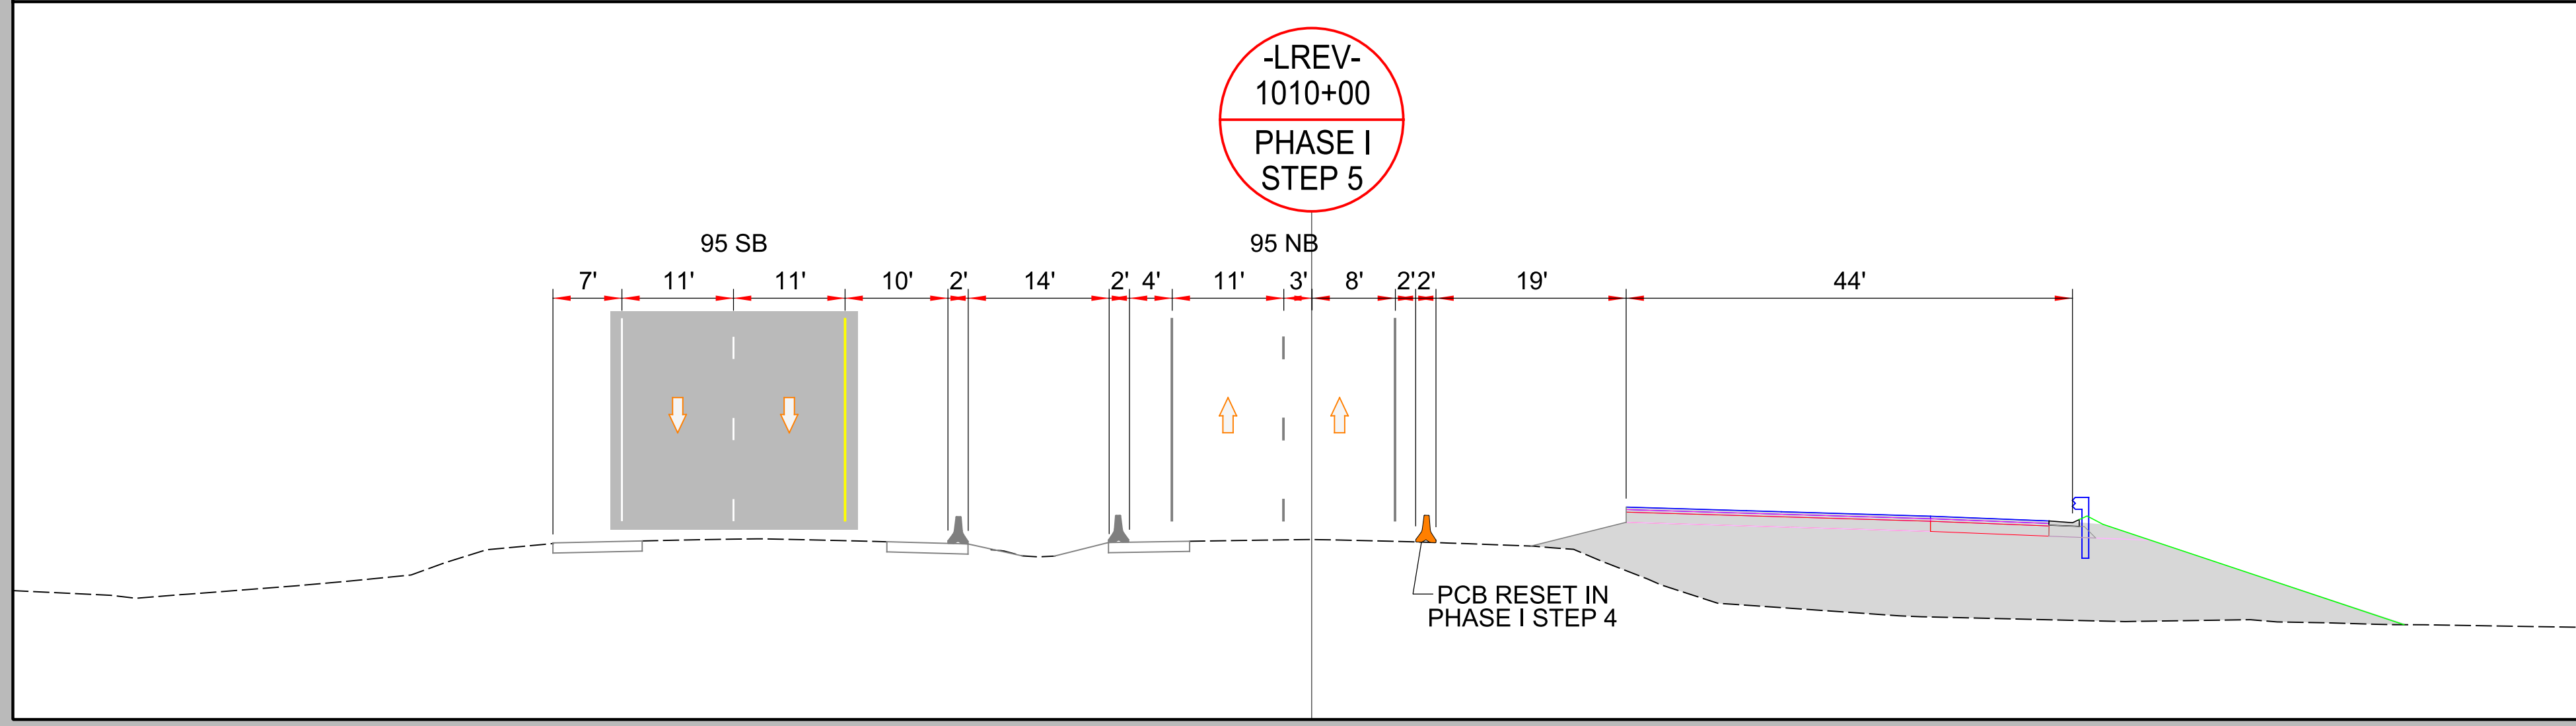 -LREV-
1010+00
PHASE I
STEP 5
95 SB
95 NB
7' 11' 11' 10' 2' 14' 2' 4' 11' 3' 8' 2' 2' 19' 44'
PCB RESET IN
PHASE I STEP 4